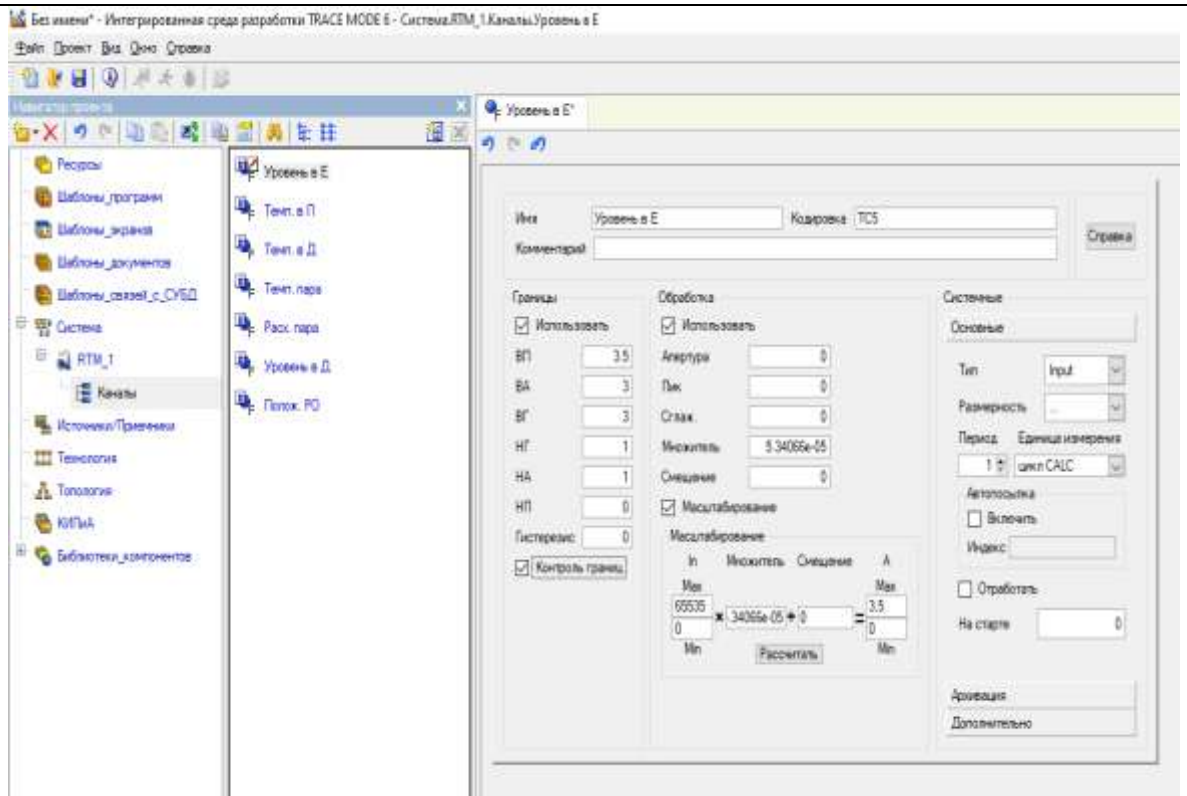 Без имени* - Интегрированная среда разработки TRACE MODE 6 - Система.RTM_1.Каналы.Уровень в Е
Файл Проект Вид Окно Справка
Навигатор проекта
Ресурсы
Шаблоны_программ
Шаблоны_экранов
Шаблоны_документов
Шаблоны_связей_с_СУБД
Система
RTM_1
Каналы
Источники/Приемники
Технология
Топология
КИПиА
Библиотеки_компонентов
Уровень в Е
Темп. в П
Темп. в Д
Темп. пара
Расх. пара
Уровень в Д
Полож. РО
Уровень в Е*
Имя Уровень в Е Кодировка TC5
Комментарий
Справка
Границы
Использовать
ВП 3.5
ВА 3
ВГ 3
НГ 1
НА 1
НП 0
Гистерезис 0
Контроль границ
Обработка
Использовать
Апертура 0
Пик 0
Сглаж. 0
Множитель 5.34066e-05
Смещение 0
Масштабирование
Масштабирование
In Множитель Смещение A
Max Max
65535 × .34066e-05 + 0 = 3.5
0 0
Min Рассчитать Min
Системные
Основные
Тип Input
Размерность ...
Период Единица измерения
1 цикл CALC
Автопосылка
Включить
Индекс
Отработать
На старте 0
Архивация
Дополнительно